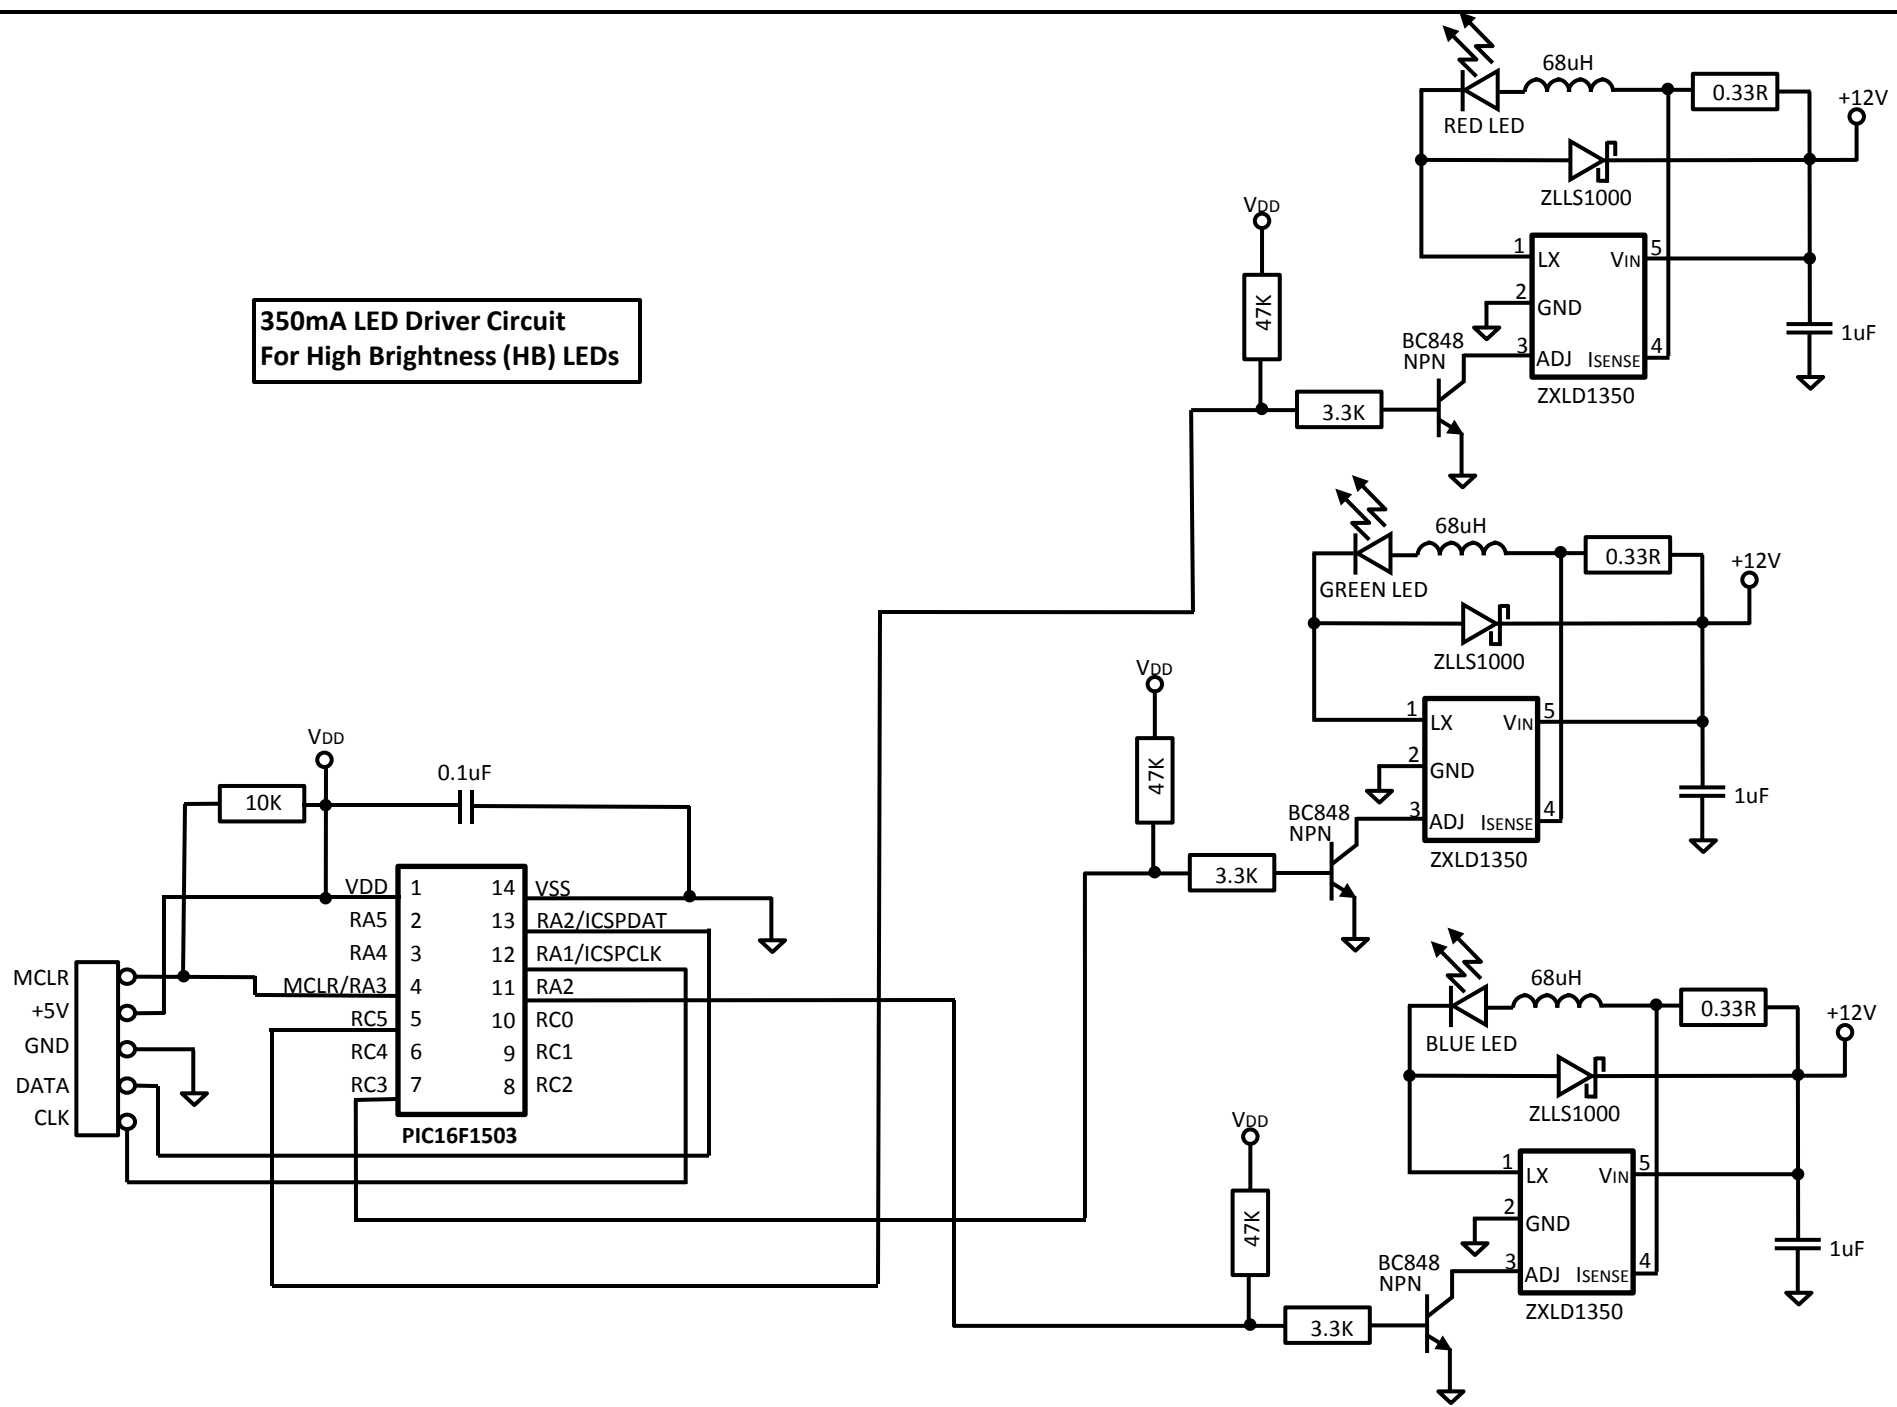 350mA LED Driver Circuit
For High Brightness (HB) LEDs
68uH
0.33R
+12V
RED LED
ZLLS1000
VDD
47K
1
LX
VIN
5
2
GND
BC848
NPN
3
ADJ
ISENSE
4
1uF
ZXLD1350
3.3K
68uH
0.33R
+12V
GREEN LED
ZLLS1000
VDD
47K
1
LX
VIN
5
2
GND
BC848
NPN
3
ADJ
ISENSE
4
1uF
ZXLD1350
3.3K
VDD
10K
0.1uF
VDD 1 14 VSS
RA5 2 13 RA2/ICSPDAT
RA4 3 12 RA1/ICSPCLK
MCLR/RA3 4 11 RA2
RC5 5 10 RC0
RC4 6 9 RC1
RC3 7 8 RC2
PIC16F1503
MCLR
+5V
GND
DATA
CLK
68uH
0.33R
+12V
BLUE LED
ZLLS1000
VDD
47K
1
LX
VIN
5
2
GND
BC848
NPN
3
ADJ
ISENSE
4
1uF
ZXLD1350
3.3K